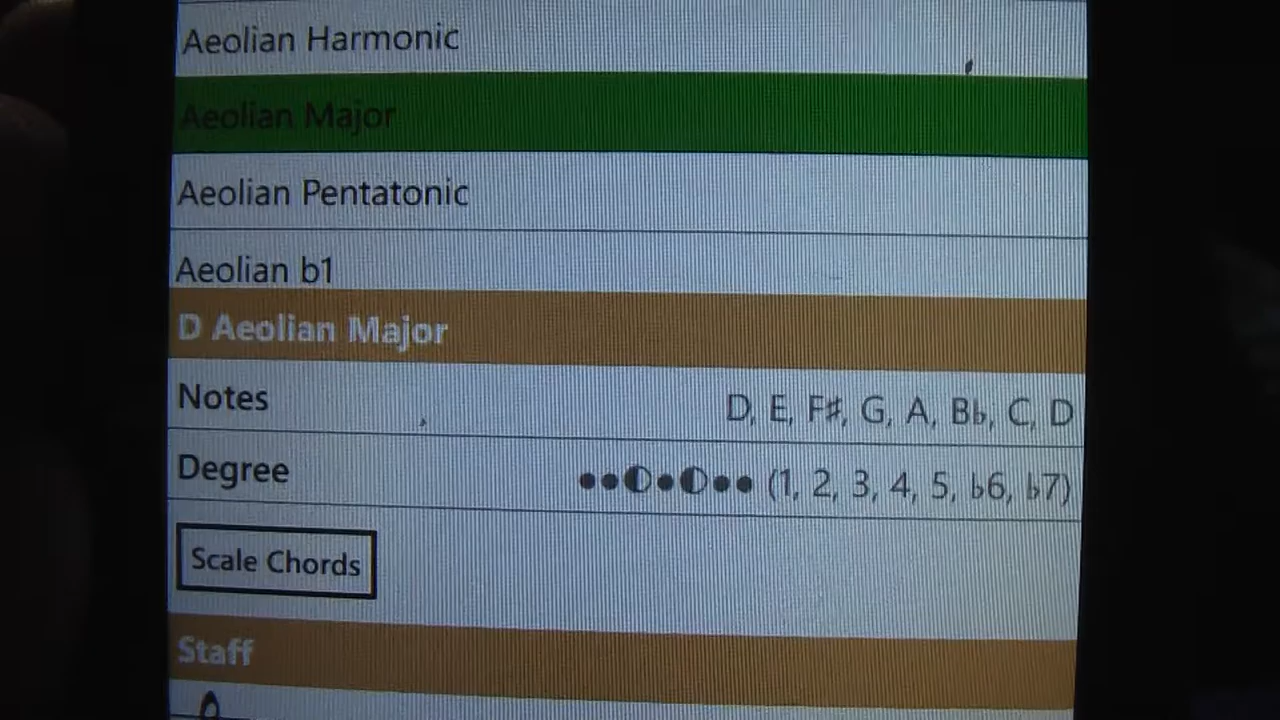 Aeolian Harmonic
Aeolian Major
Aeolian Pentatonic
Aeolian b1
D Aeolian Major
Notes D, E, F♯, G, A, B♭, C, D
Degree ●●◐●◐●● (1, 2, 3, 4, 5, ♭6, ♭7)
Scale Chords
Staff